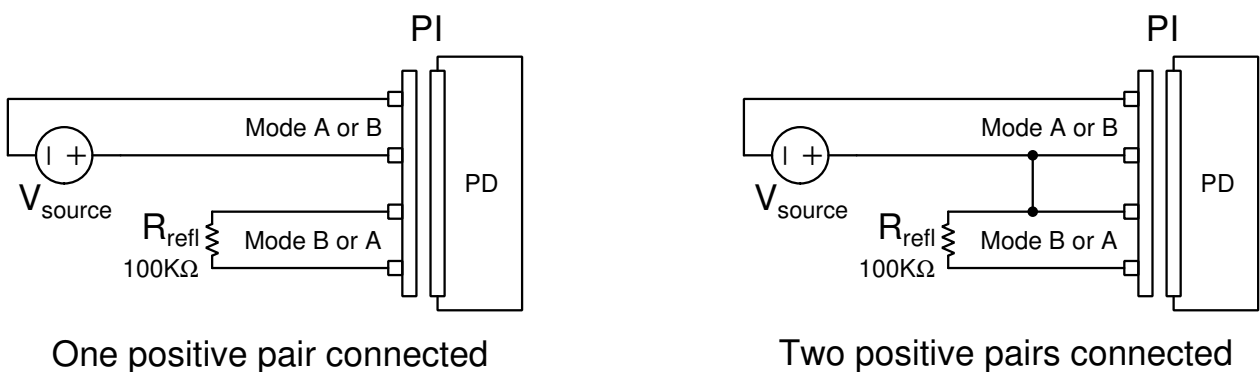 PI
Mode A or B
V source
PD
R refl
100KΩ
Mode B or A
One positive pair connected
PI
Mode A or B
V source
PD
R refl
100KΩ
Mode B or A
Two positive pairs connected